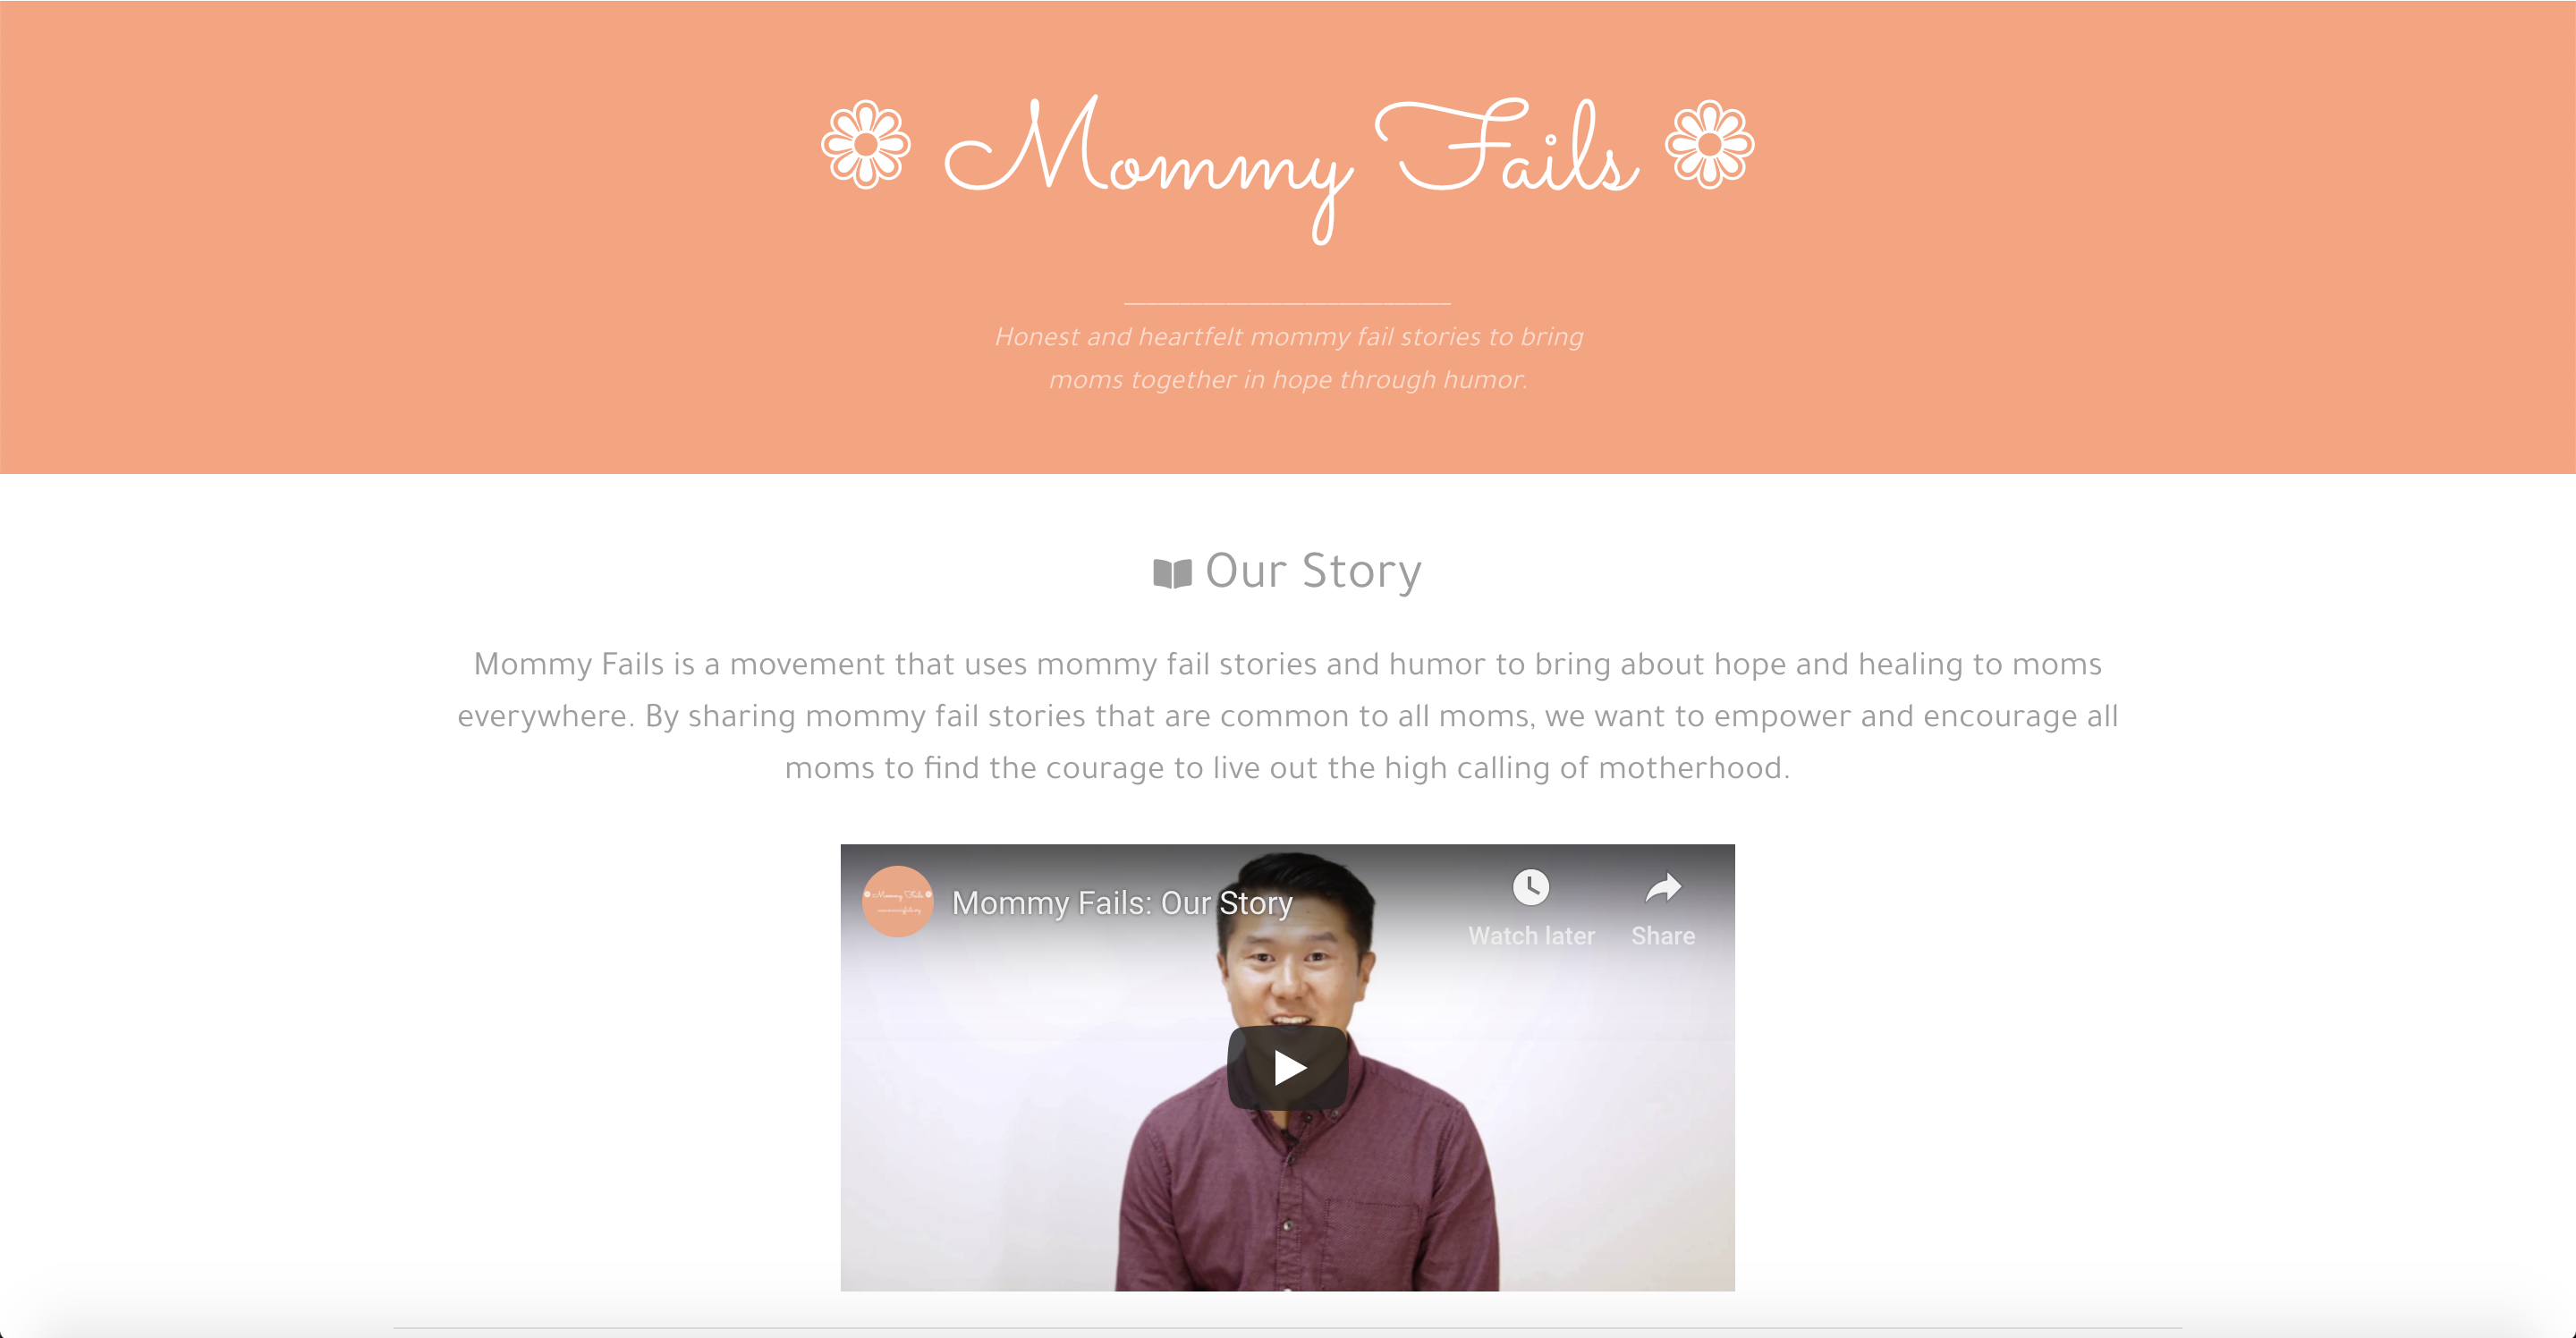 Mommy Fails
Honest and heartfelt mommy fail stories to bring
moms together in hope through humor.
Our Story
Mommy Fails is a movement that uses mommy fail stories and humor to bring about hope and healing to moms
everywhere. By sharing mommy fail stories that are common to all moms, we want to empower and encourage all
moms to find the courage to live out the high calling of motherhood.
Mommy Fails
Mommy Fails: Our Story
Watch later
Share